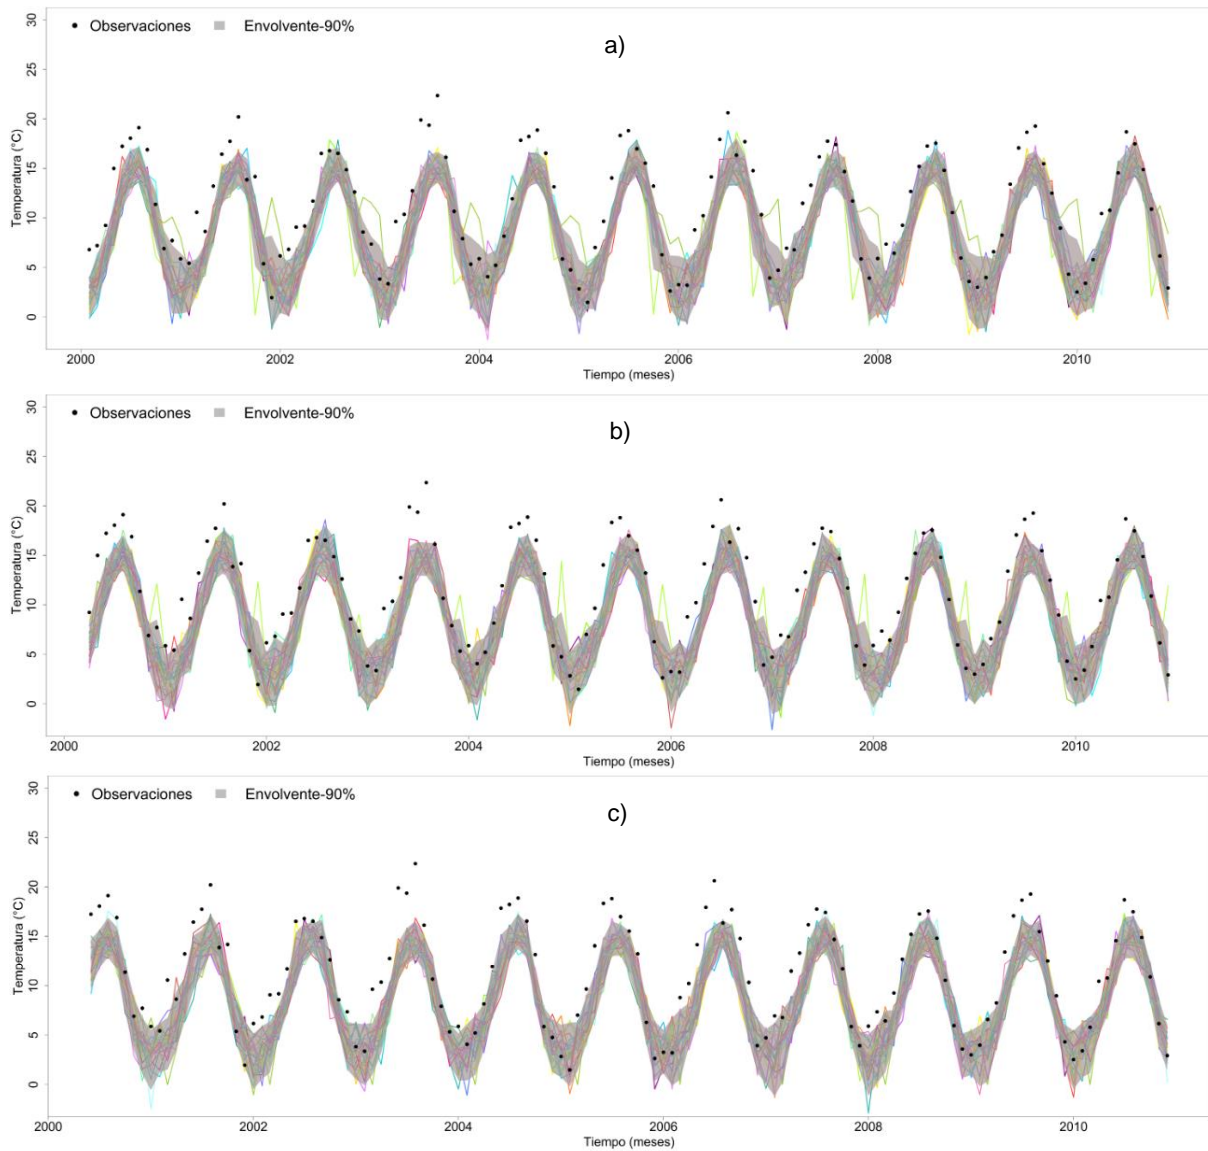 ● Observaciones ■ Envolvente-90%
a)
Temperatura (°C)
30
25
20
15
10
5
0
2000 2002 2004 2006 2008 2010
Tiempo (meses)
● Observaciones ■ Envolvente-90%
b)
Temperatura (°C)
30
25
20
15
10
5
0
2000 2002 2004 2006 2008 2010
Tiempo (meses)
● Observaciones ■ Envolvente-90%
c)
Temperatura (°C)
30
25
20
15
10
5
0
2000 2002 2004 2006 2008 2010
Tiempo (meses)